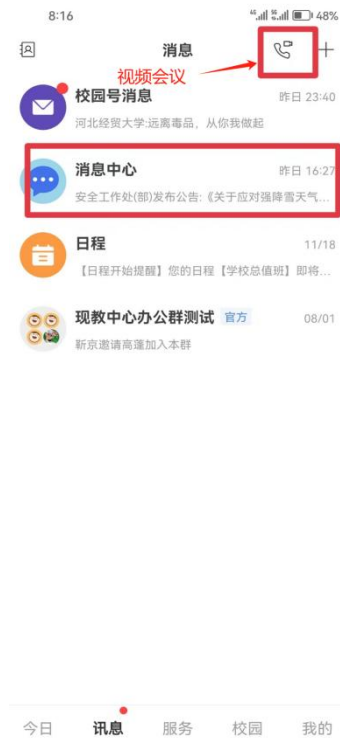 8:16
48%
消息
视频会议
校园号消息 昨日 23:40
河北经贸大学:远离毒品，从你我做起
消息中心 昨日 16:27
安全工作处(部)发布公告:《关于应对强降雪天气...
日程 11/18
【日程开始提醒】您的日程【学校总值班】即将...
现教中心办公群测试 官方 08/01
靳京邀请高蓬加入本群
今日 讯息 服务 校园 我的